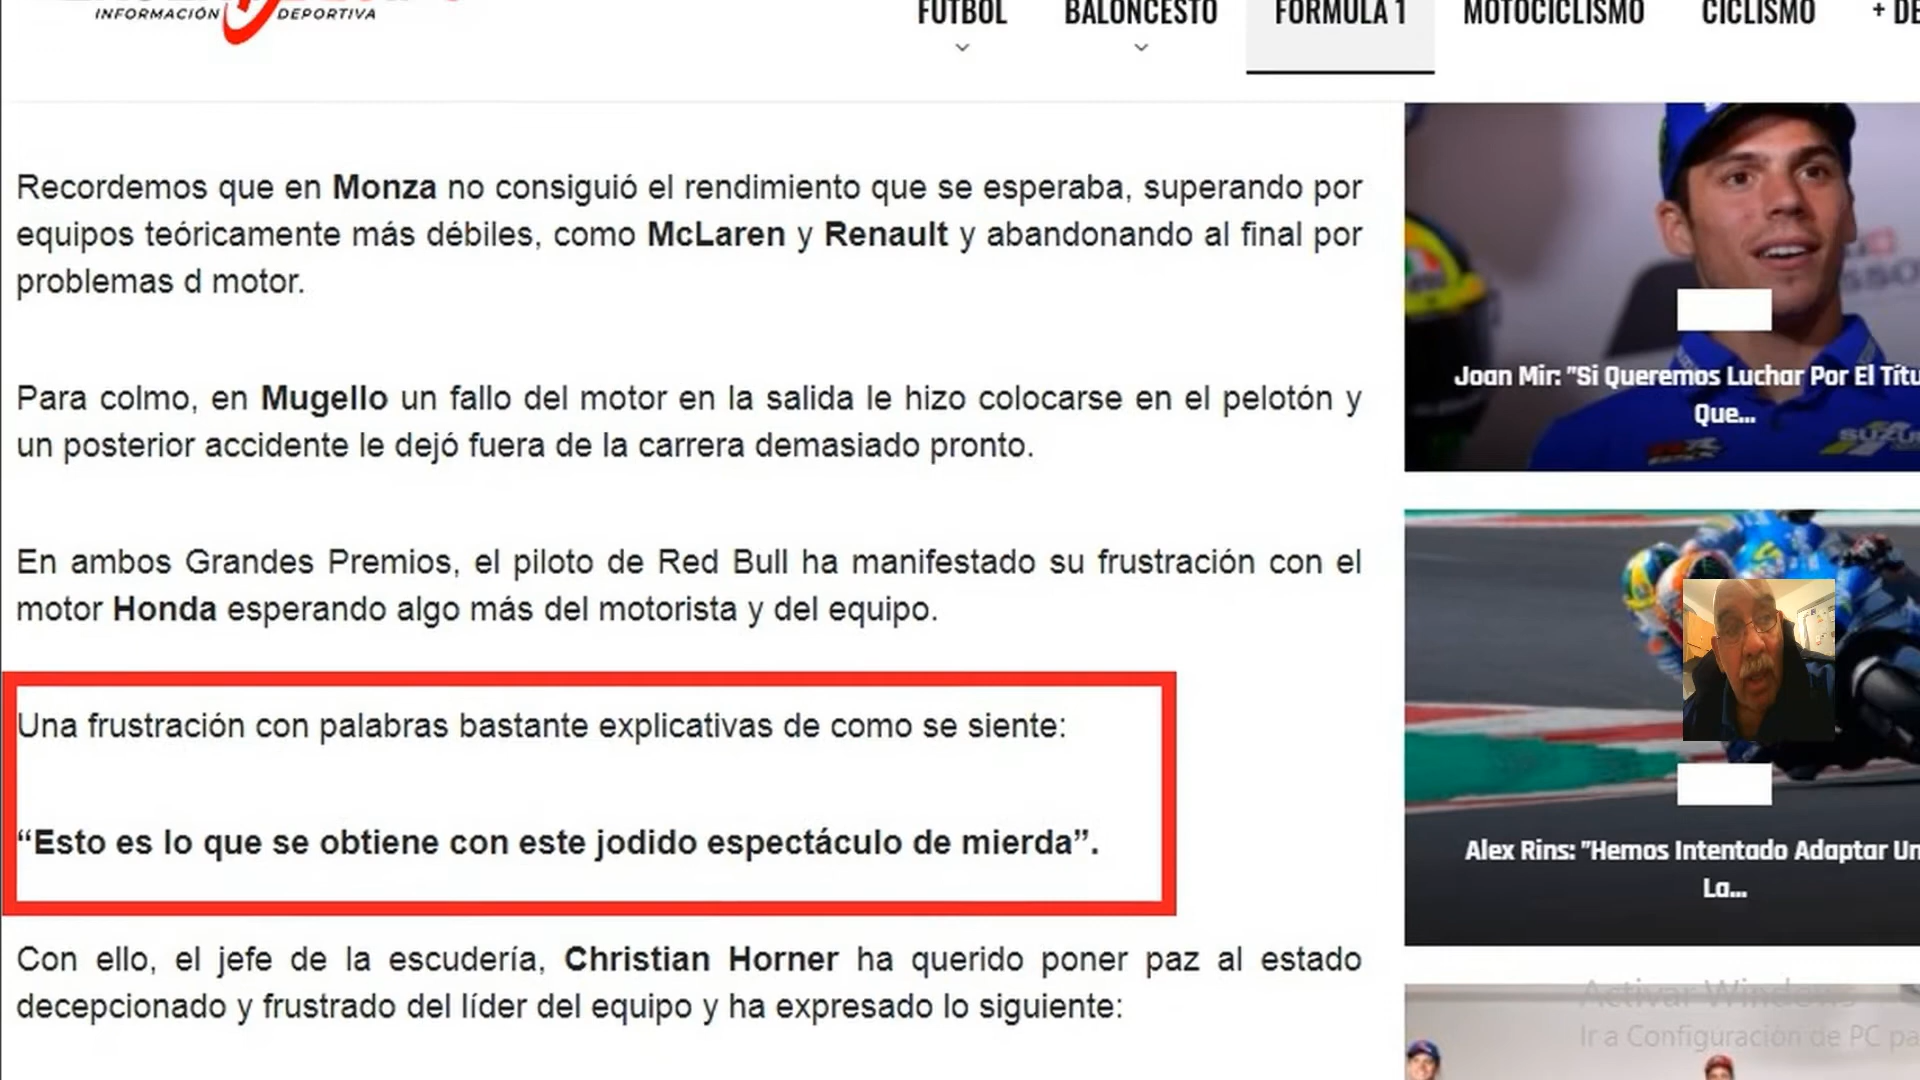 INFORMACIÓN DEPORTIVA
FÚTBOL BALONCESTO FÓRMULA 1 MOTOCICLISMO CICLISMO + DE
Recordemos que en Monza no consiguió el rendimiento que se esperaba, superando por
equipos teóricamente más débiles, como McLaren y Renault y abandonando al final por
problemas d motor.
Para colmo, en Mugello un fallo del motor en la salida le hizo colocarse en el pelotón y
un posterior accidente le dejó fuera de la carrera demasiado pronto.
En ambos Grandes Premios, el piloto de Red Bull ha manifestado su frustración con el
motor Honda esperando algo más del motorista y del equipo.
Una frustración con palabras bastante explicativas de como se siente:
“Esto es lo que se obtiene con este jodido espectáculo de mierda”.
Con ello, el jefe de la escudería, Christian Horner ha querido poner paz al estado
decepcionado y frustrado del líder del equipo y ha expresado lo siguiente:
Joan Mir: "Si Queremos Luchar Por El Títu
Que...
SUZU
Alex Rins: "Hemos Intentado Adaptar Un
La...
Activar Windows
Ir a Configuración de PC pa